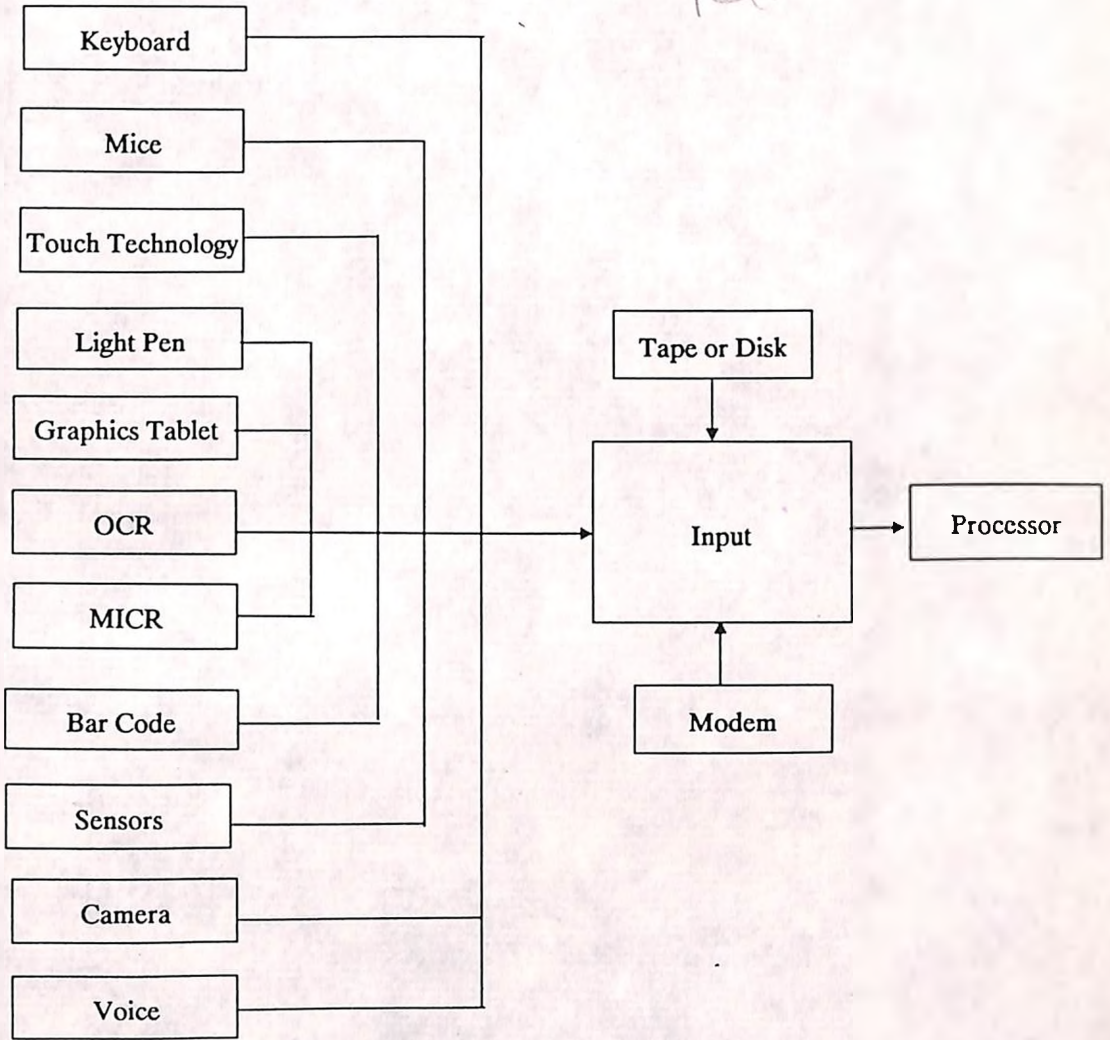 Keyboard
Mice
Touch Technology
Light Pen
Graphics Tablet
OCR
MICR
Bar Code
Sensors
Camera
Voice
Tape or Disk
Input
Modem
Processor